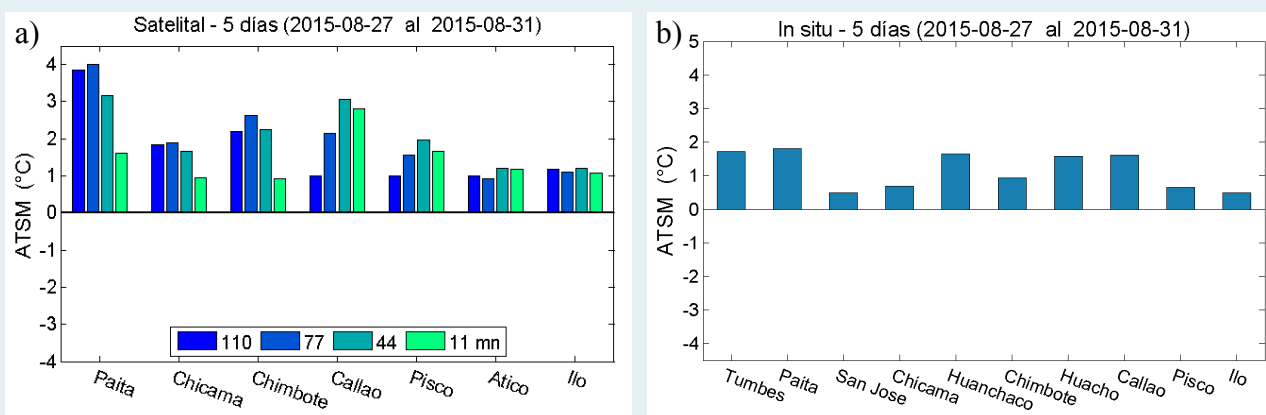 a)
Satelital - 5 días (2015-08-27 al 2015-08-31)
ATSM (°C)
4
3
2
1
0
-1
-2
-3
-4
110 77 44 11 mn
Paita Chicama Chimbote Callao Pisco Atico Ilo
b)
In situ - 5 días (2015-08-27 al 2015-08-31)
ATSM (°C)
5
4
3
2
1
0
-1
-2
-3
-4
Tumbes Paita San Jose Chicama Huanchaco Chimbote Huacho Callao Pisco Ilo